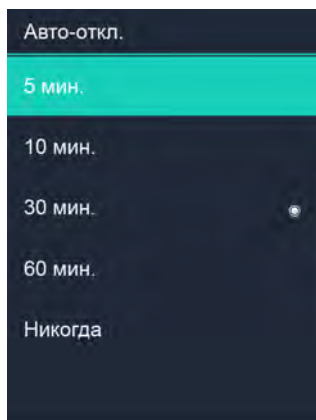 Авто-откл.
5 мин.
10 мин.
30 мин.
60 мин.
Никогда